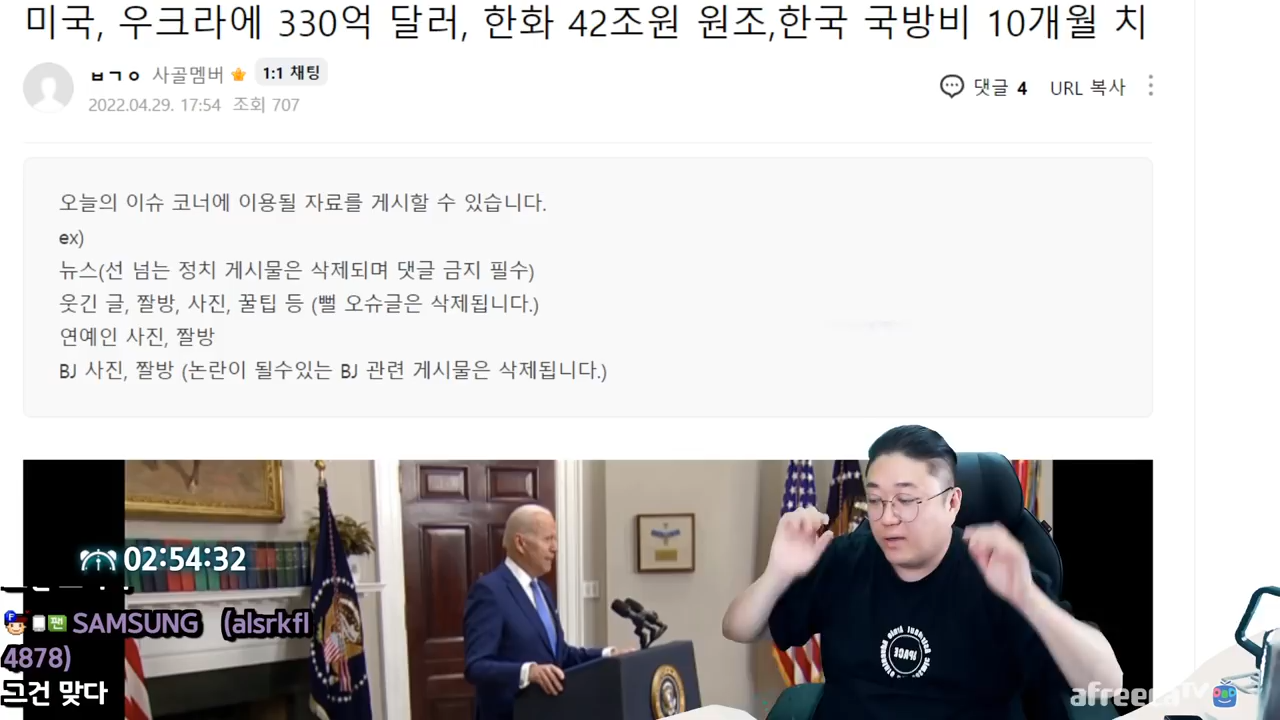 미국, 우크라에 330억 달러, 한화 42조원 원조,한국 국방비 10개월 치
ㅂㄱㅇ 사골멤버 1:1 채팅
2022.04.29. 17:54 조회 707
댓글 4 URL 복사
오늘의 이슈 코너에 이용될 자료를 게시할 수 있습니다.
ex)
뉴스(선 넘는 정치 게시물은 삭제되며 댓글 금지 필수)
웃긴 글, 짤방, 사진, 꿀팁 등 (뻘 오슈글은 삭제됩니다.)
연예인 사진, 짤방
BJ 사진, 짤방 (논란이 될수있는 BJ 관련 게시물은 삭제됩니다.)
02:54:32
F 팬 SAMSUNG (alsrkfl
4878)
그건 맞다
afreecaTV